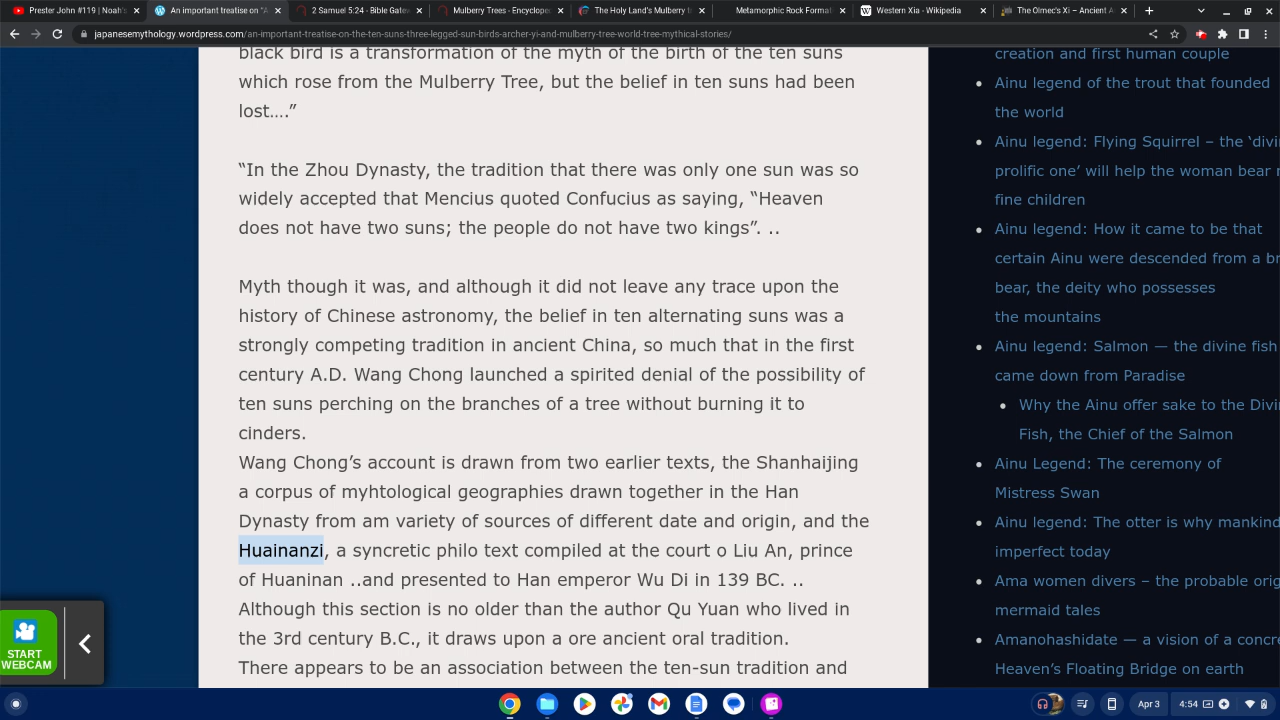 Prester John #119 | Noah's
An important treatise on "A
2 Samuel 5:24 - Bible Gatew
Mulberry Trees - Encyclope
The Holy Land's Mulberry t
Metamorphic Rock Format
Western Xia - Wikipedia
The Olmec's Xi – Ancient A
japanesemythology.wordpress.com/an-important-treatise-on-the-ten-suns-three-legged-sun-birds-archer-yi-and-mulberry-tree-world-tree-mythical-stories/
black bird is a transformation of the myth of the birth of the ten suns
which rose from the Mulberry Tree, but the belief in ten suns had been
lost….”
“In the Zhou Dynasty, the tradition that there was only one sun was so
widely accepted that Mencius quoted Confucius as saying, “Heaven
does not have two suns; the people do not have two kings”. ..
Myth though it was, and although it did not leave any trace upon the
history of Chinese astronomy, the belief in ten alternating suns was a
strongly competing tradition in ancient China, so much that in the first
century A.D. Wang Chong launched a spirited denial of the possibility of
ten suns perching on the branches of a tree without burning it to
cinders.
Wang Chong’s account is drawn from two earlier texts, the Shanhaijing
a corpus of myhtological geographies drawn together in the Han
Dynasty from am variety of sources of different date and origin, and the
Huainanzi, a syncretic philo text compiled at the court o Liu An, prince
of Huaninan ..and presented to Han emperor Wu Di in 139 BC. ..
Although this section is no older than the author Qu Yuan who lived in
the 3rd century B.C., it draws upon a ore ancient oral tradition.
There appears to be an association between the ten-sun tradition and
creation and first human couple
Ainu legend of the trout that founded
the world
Ainu legend: Flying Squirrel – the ‘divi
prolific one’ will help the woman bear m
fine children
Ainu legend: How it came to be that
certain Ainu were descended from a br
bear, the deity who possesses
the mountains
Ainu legend: Salmon — the divine fish
came down from Paradise
Why the Ainu offer sake to the Divi
Fish, the Chief of the Salmon
Ainu Legend: The ceremony of
Mistress Swan
Ainu legend: The otter is why mankind
imperfect today
Ama women divers – the probable orig
mermaid tales
Amanohashidate — a vision of a concre
Heaven’s Floating Bridge on earth
START
WEBCAM
Apr 3
4:54